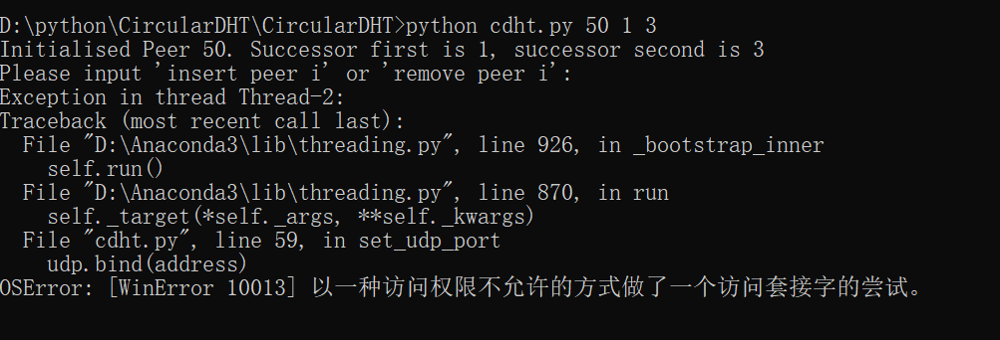 D:\python\CircularDHT\CircularDHT>python cdht.py 50 1 3
Initialised Peer 50. Successor first is 1, successor second is 3
Please input 'insert peer i' or 'remove peer i':
Exception in thread Thread-2:
Traceback (most recent call last):
  File "D:\Anaconda3\lib\threading.py", line 926, in _bootstrap_inner
    self.run()
  File "D:\Anaconda3\lib\threading.py", line 870, in run
    self._target(*self._args, **self._kwargs)
  File "cdht.py", line 59, in set_udp_port
    udp.bind(address)
OSError: [WinError 10013] 以一种访问权限不允许的方式做了一个访问套接字的尝试。